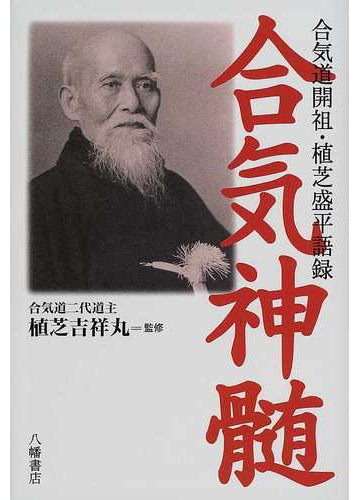 合気道開祖・植芝盛平語録
合気神髄
合気道二代道主
植芝吉祥丸＝監修
八幡書店